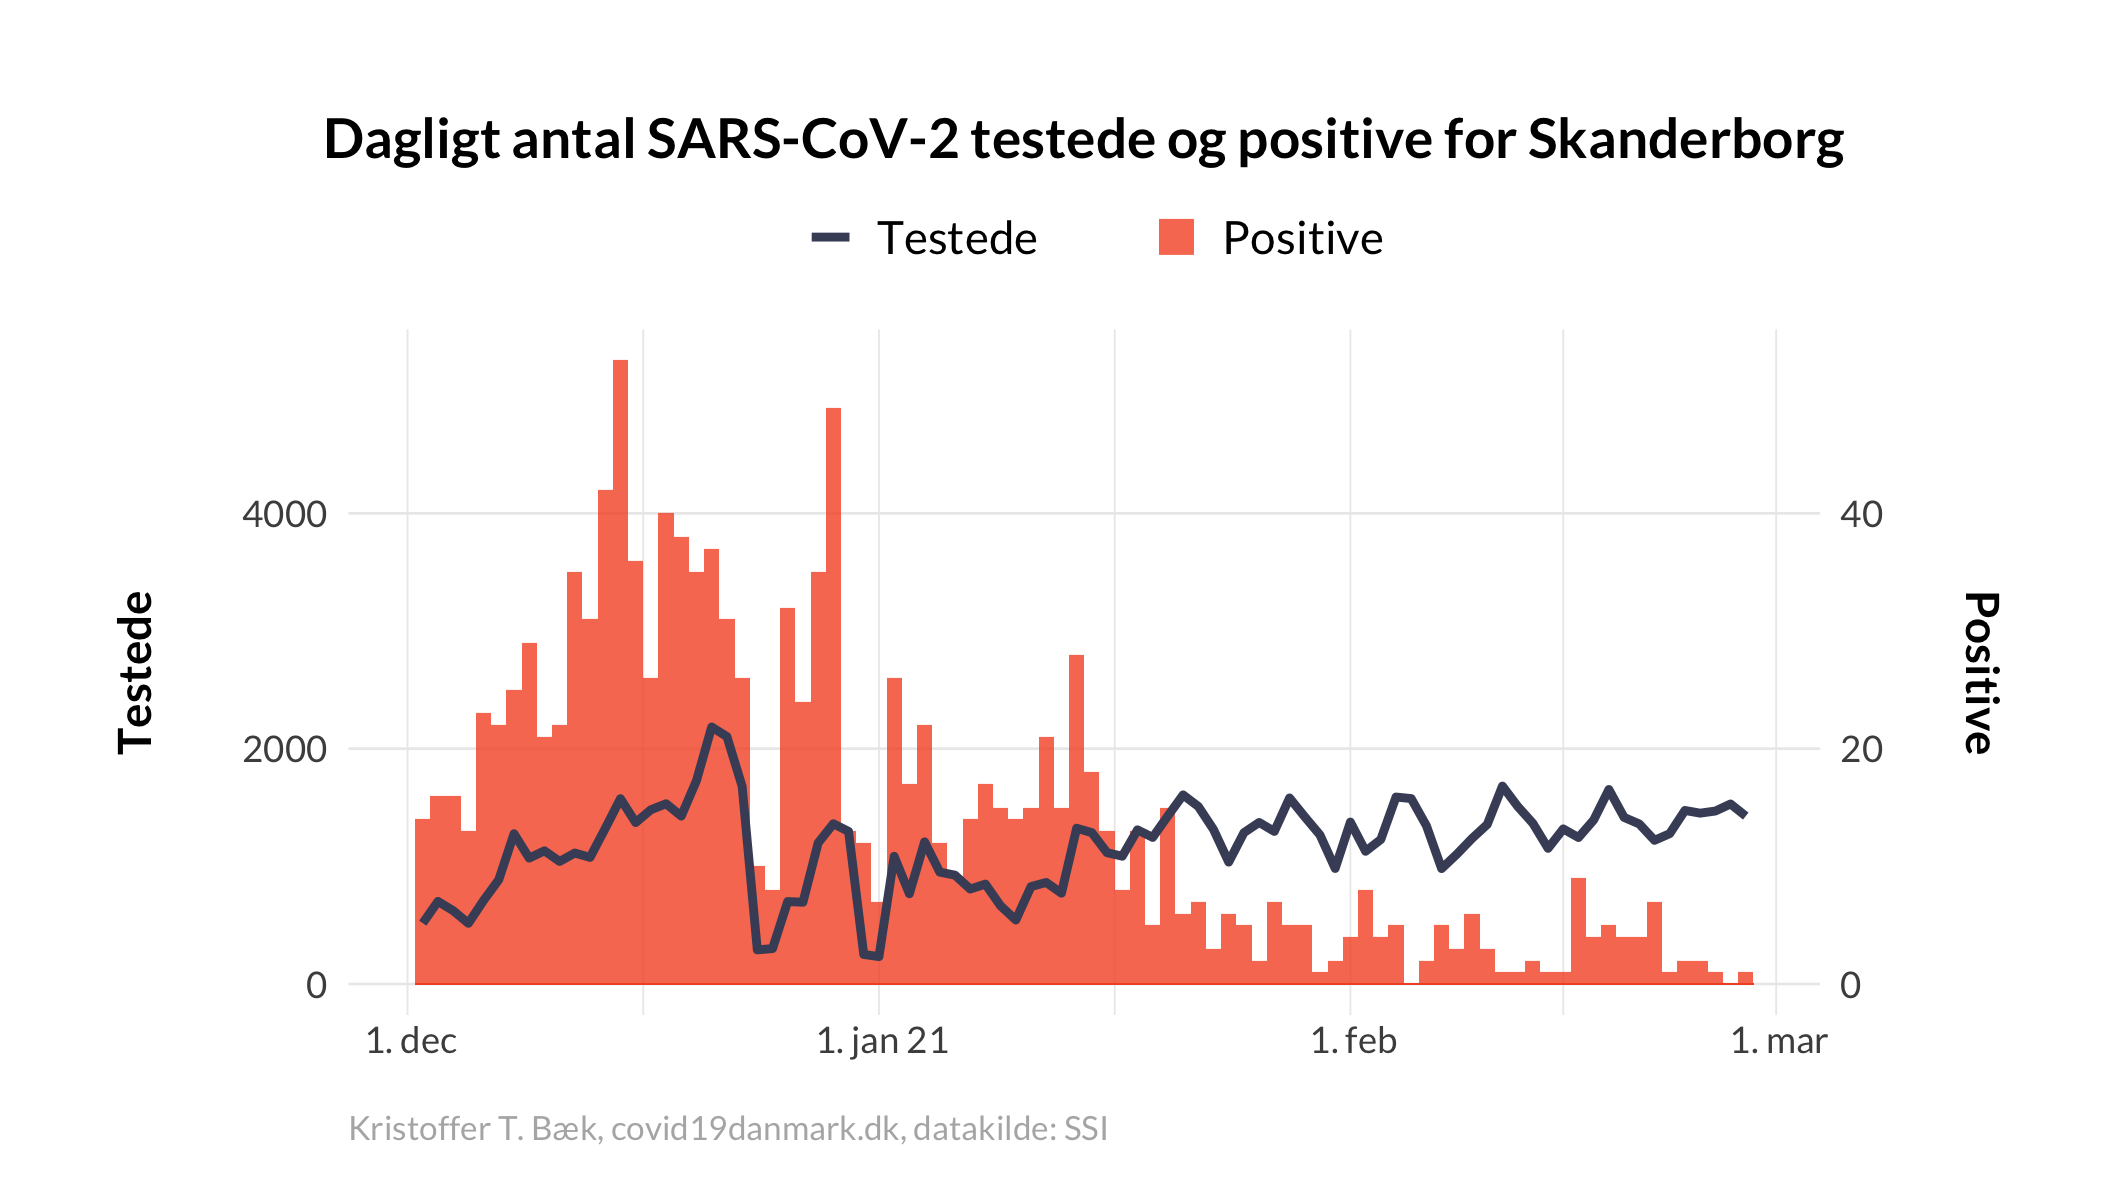 Dagligt antal SARS-CoV-2 testede og positive for Skanderborg
Testede
Positive
4000
2000
0
Testede
40
20
0
Positive
1. dec
1. jan 21
1. feb
1. mar
Kristoffer T. Bæk, covid19danmark.dk, datakilde: SSI